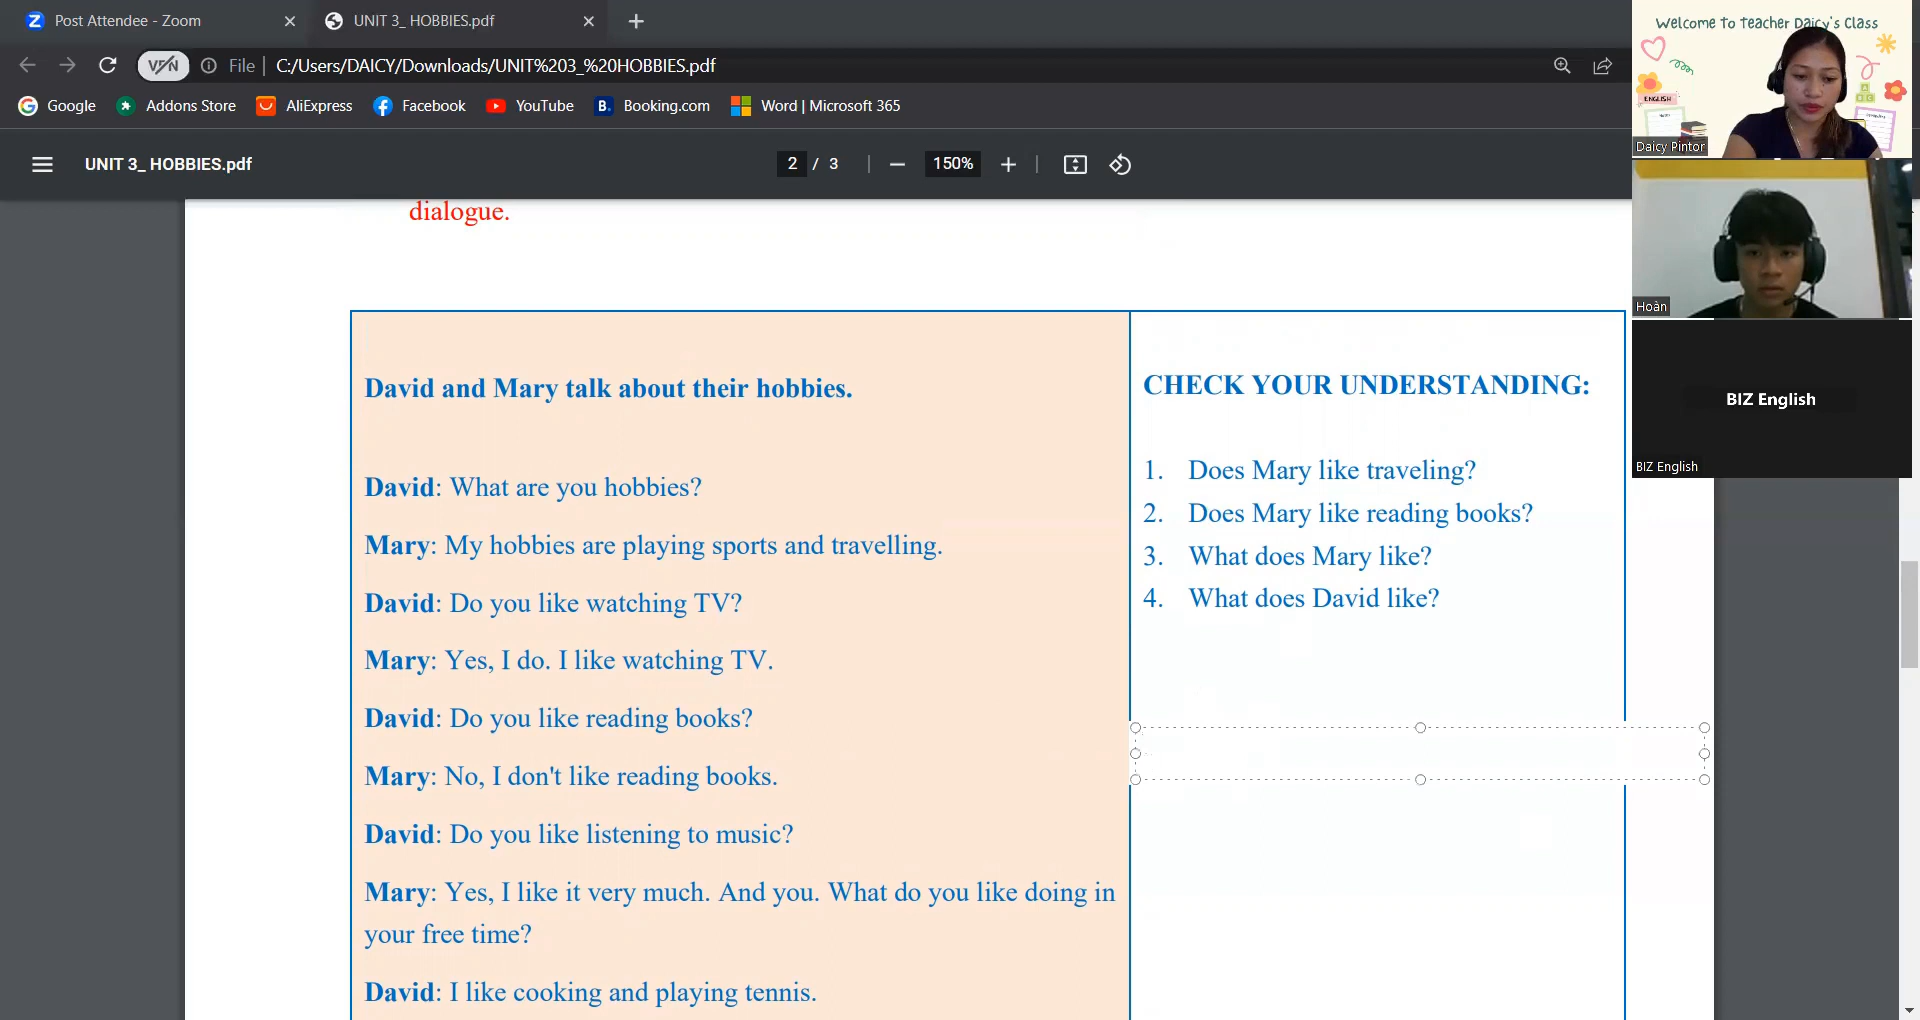 Post Attendee - Zoom
UNIT 3_ HOBBIES.pdf
VPN
File
C:/Users/DAICY/Downloads/UNIT%203_%20HOBBIES.pdf
Google
Addons Store
AliExpress
Facebook
YouTube
B.
Booking.com
Word | Microsoft 365
UNIT 3_ HOBBIES.pdf
2 / 3
150%
Welcome to Teacher Daicy's Class
ENGLISH
Daicy Pintor
Hoàn
BIZ English
BIZ English
dialogue.
David and Mary talk about their hobbies.
David: What are you hobbies?
Mary: My hobbies are playing sports and travelling.
David: Do you like watching TV?
Mary: Yes, I do. I like watching TV.
David: Do you like reading books?
Mary: No, I don't like reading books.
David: Do you like listening to music?
Mary: Yes, I like it very much. And you. What do you like doing in
your free time?
David: I like cooking and playing tennis.
CHECK YOUR UNDERSTANDING:
1. Does Mary like traveling?
2. Does Mary like reading books?
3. What does Mary like?
4. What does David like?